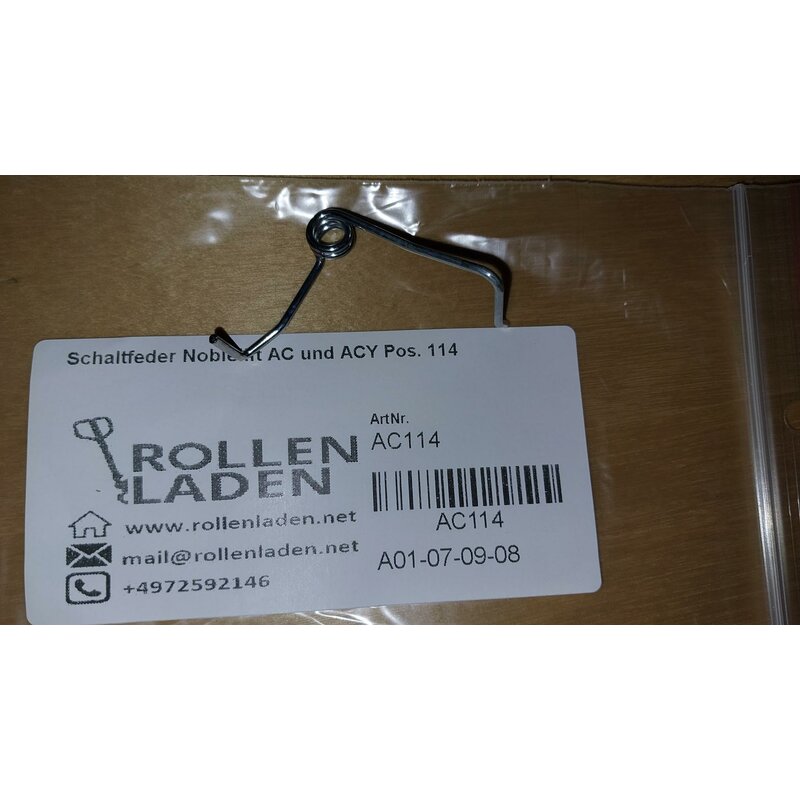 Schaltfeder AC und ACY Pos. 114
ArtNr.
AC114
ROLLEN
LADEN
AC114
www.rollenladen.net
mail@rollenladen.net
A01-07-09-08
+4972592146